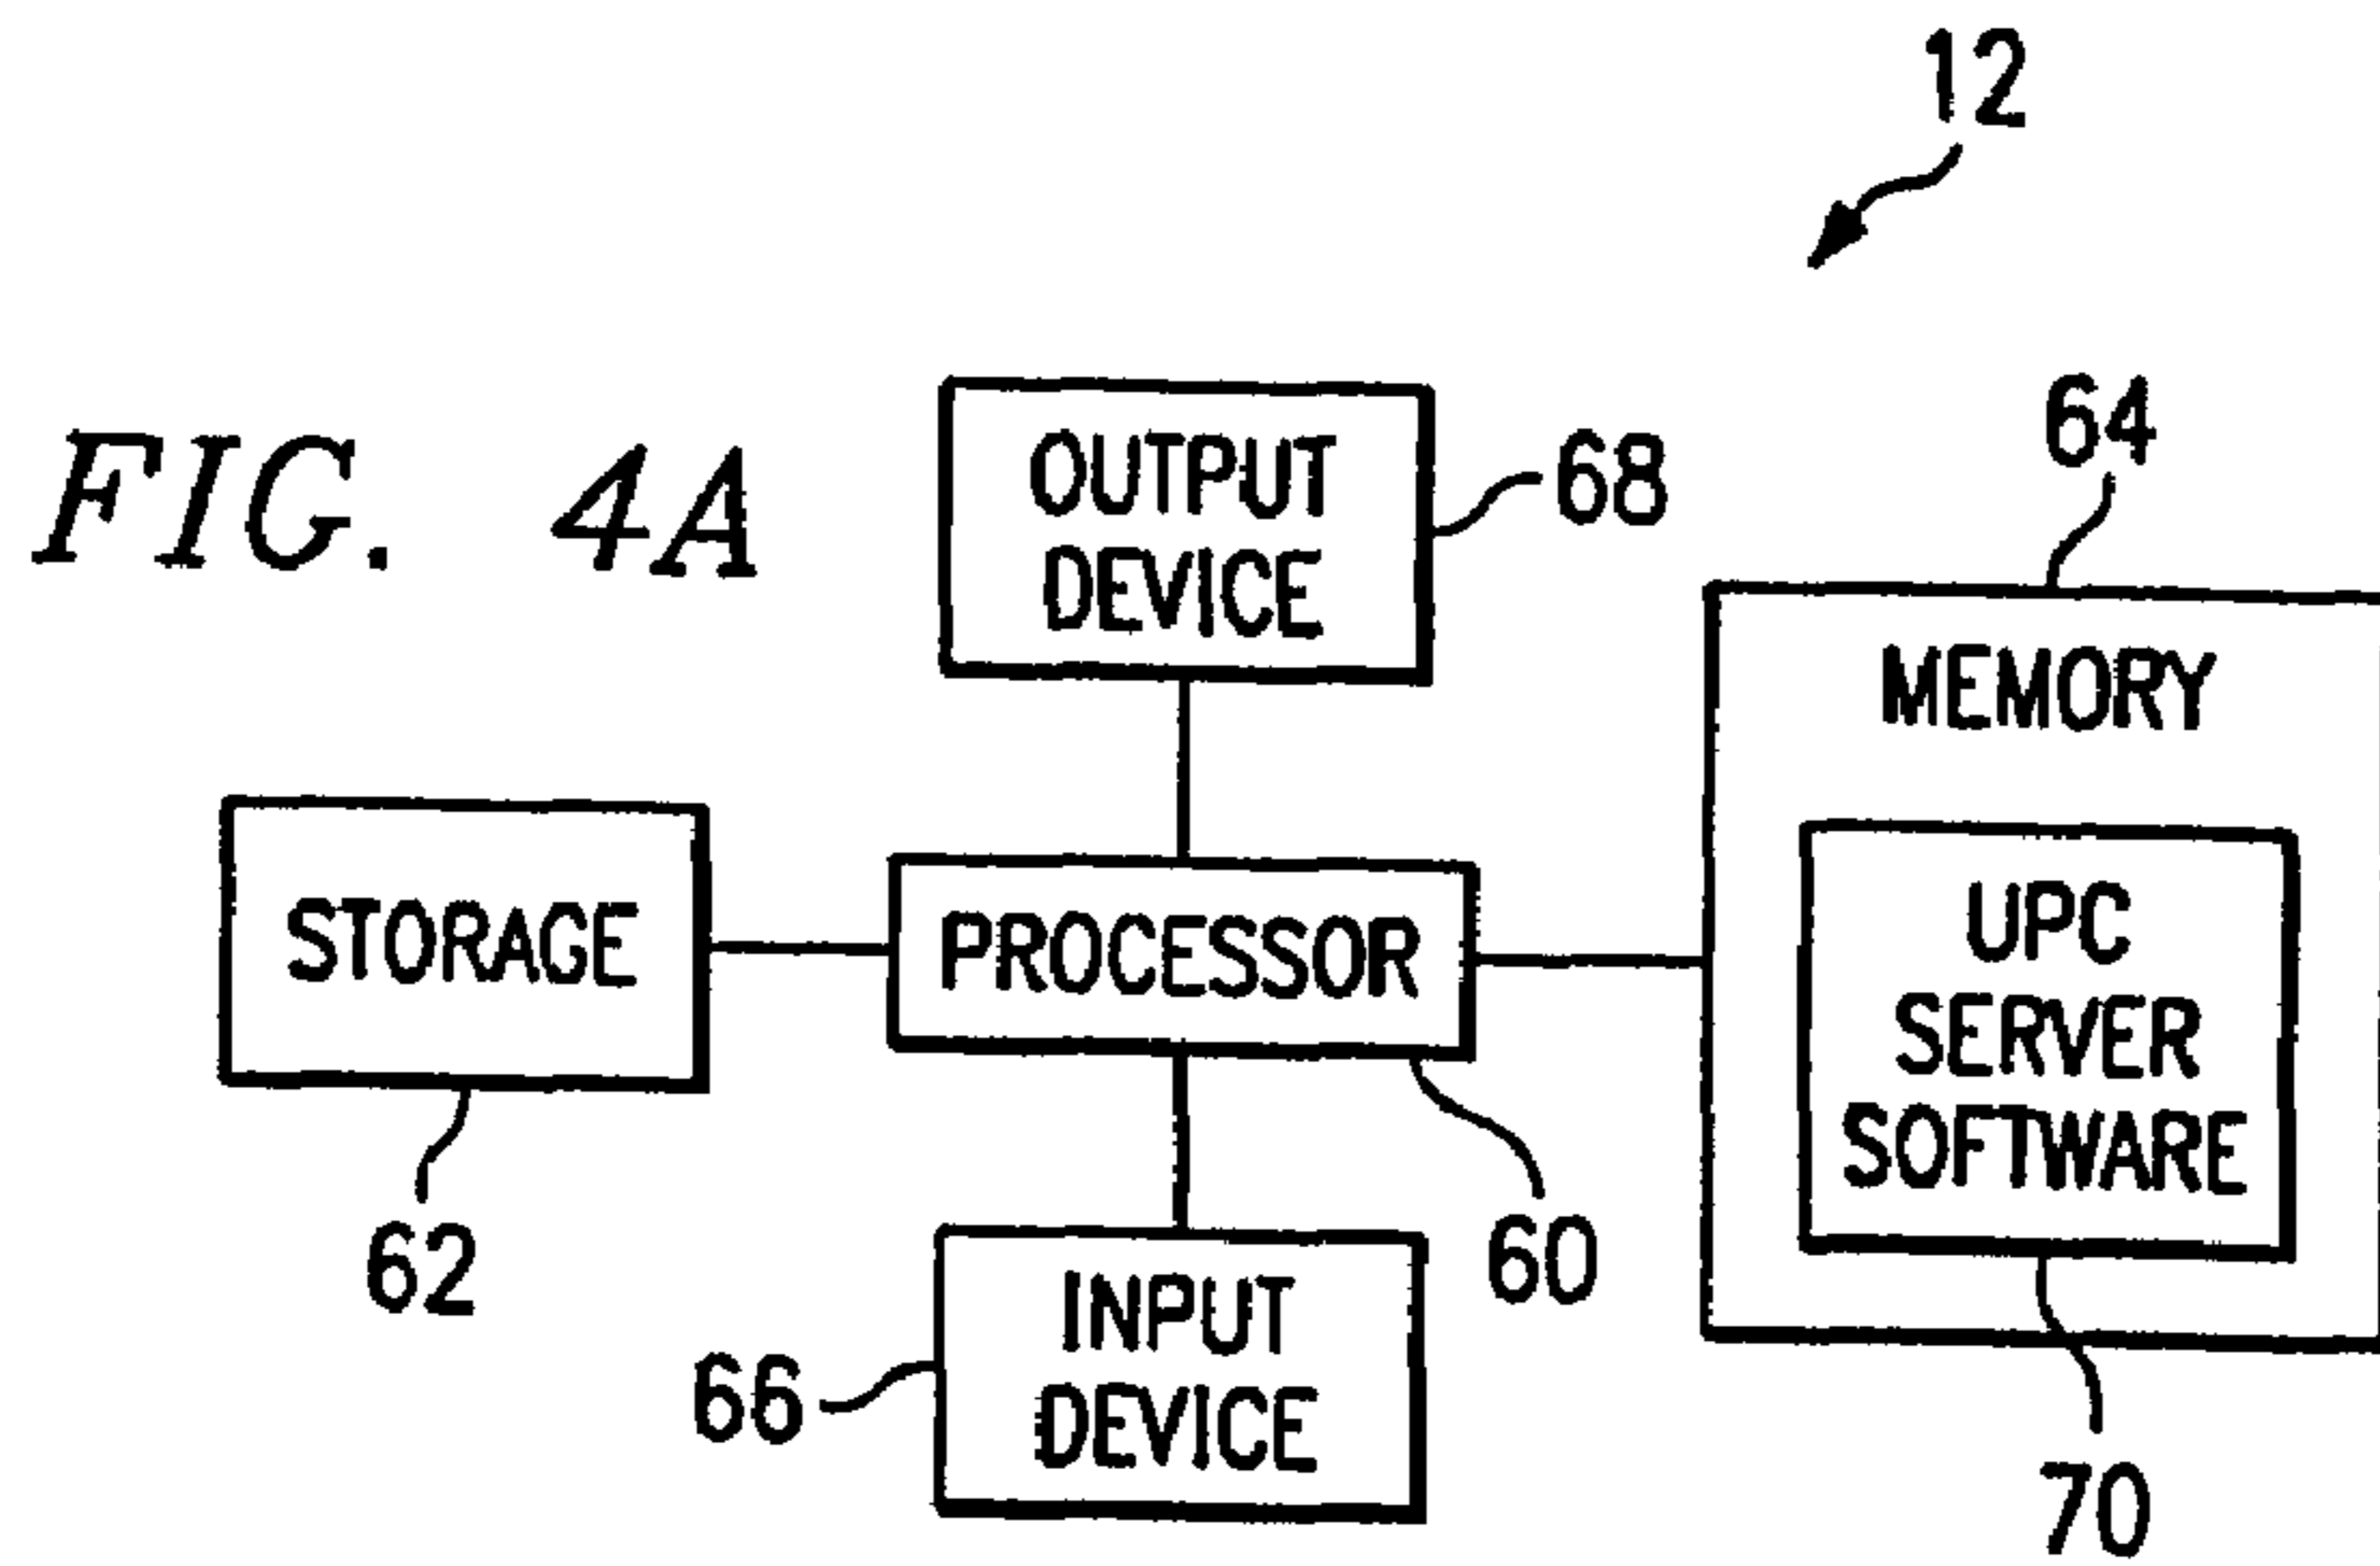 12
FIG. 4A
OUTPUT
DEVICE
68
64
MEMORY
STORAGE
PROCESSOR
UPC
SERVER
SOFTWARE
62
60
INPUT
DEVICE
66
70